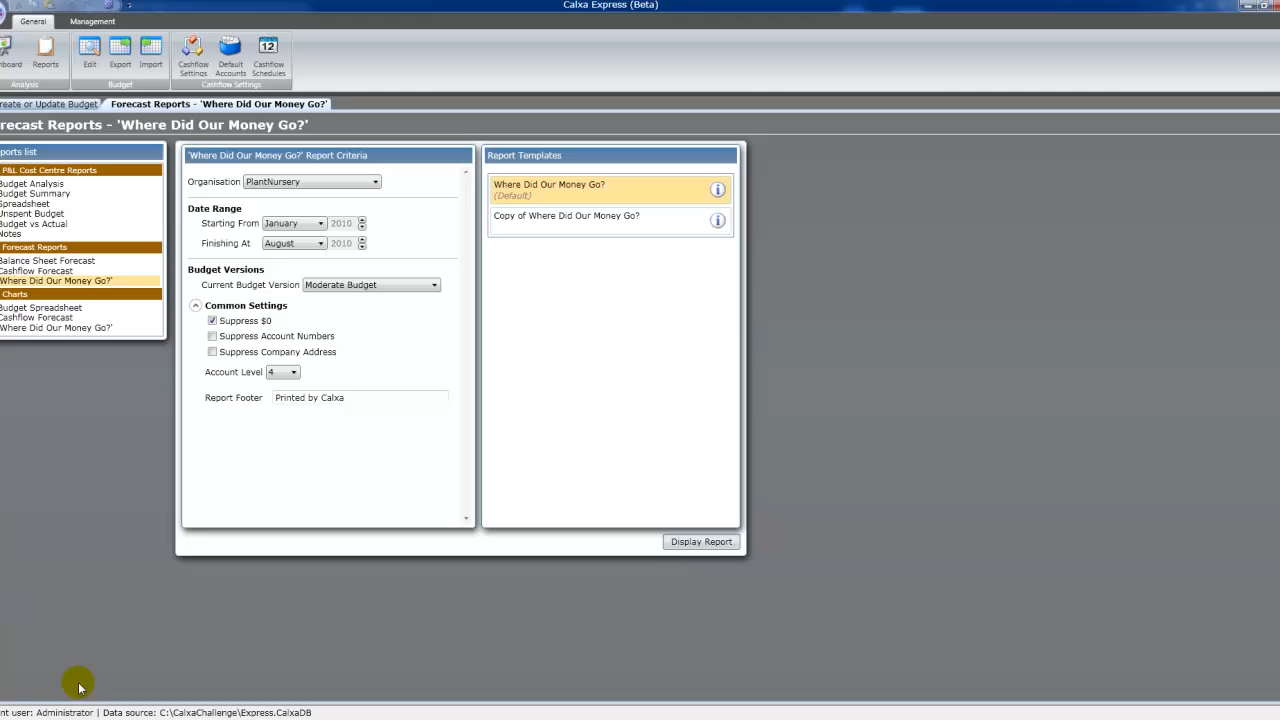 Calxa Express (Beta)
General
Management
Reports
Edit
Export
Import
Cashflow Settings
Default Accounts
Cashflow Schedules
Analysis
Budget
Cashflow Settings
reate or Update Budget
Forecast Reports - 'Where Did Our Money Go?'
recast Reports - 'Where Did Our Money Go?'
ports list
P&L Cost Centre Reports
Budget Analysis
Budget Summary
Spreadsheet
Unspent Budget
Budget vs Actual
Notes
Forecast Reports
Balance Sheet Forecast
Cashflow Forecast
'Where Did Our Money Go?'
Charts
Budget Spreadsheet
Cashflow Forecast
'Where Did Our Money Go?'
'Where Did Our Money Go?' Report Criteria
Organisation PlantNursery
Date Range
Starting From January 2010
Finishing At August 2010
Budget Versions
Current Budget Version Moderate Budget
Common Settings
Suppress $0
Suppress Account Numbers
Suppress Company Address
Account Level 4
Report Footer Printed by Calxa
Report Templates
Where Did Our Money Go?
(Default)
Copy of Where Did Our Money Go?
Display Report
nt user: Administrator | Data source: C:\CalxaChallenge\Express.CalxaDB